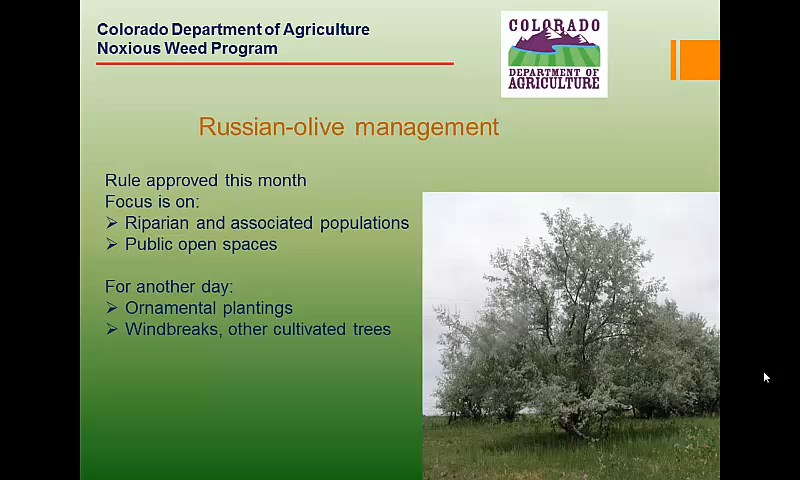 Colorado Department of Agriculture
Noxious Weed Program
COLORADO
DEPARTMENT OF
AGRICULTURE
Russian-olive management
Rule approved this month
Focus is on:
➢ Riparian and associated populations
➢ Public open spaces
For another day:
➢ Ornamental plantings
➢ Windbreaks, other cultivated trees